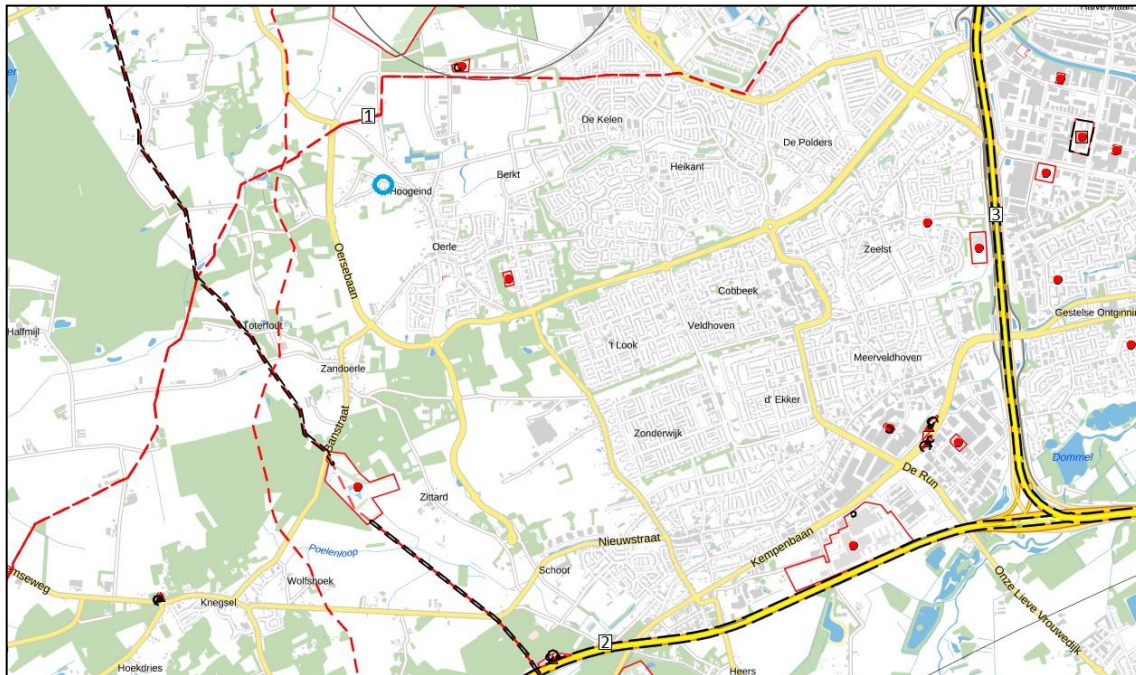 Halve Maan
1
De Kelen
De Polders
Heikant
Berkt
Hoogeind
3
Oersebaan
Oerle
Zeelst
Cobbeek
Gestelse Ontginning
Halfmijl
Toterfout
Veldhoven
't Look
Meerveldhoven
Zandoerle
d' Ekker
Banstraat
Zonderwijk
Dommel
De Run
Zittard
Kempenbaan
Nieuwstraat
Poelenloop
Schoot
Wolfshoek
emseweg
Knegsel
Onze Lieve Vrouwedijk
2
Hoekdries
Heers